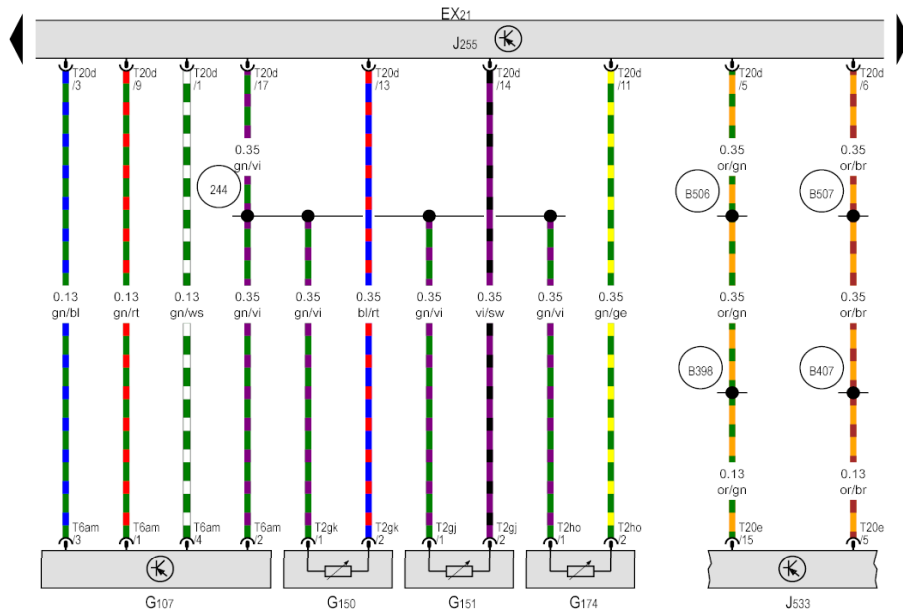 EX21
J255
T20d T20d T20d T20d T20d T20d T20d T20d T20d
/3 /9 /1 /17 /13 /14 /11 /5 /6
0.35 0.35 0.35
gn/vi or/gn or/br
244 B506 B507
0.13 0.13 0.13 0.35 0.35 0.35 0.35 0.35 0.35 0.35 0.35 0.35
gn/bl gn/rt gn/ws gn/vi gn/vi bl/rt gn/vi vi/sw gn/vi gn/ge or/gn or/br
B398 B407
0.13 0.13
or/gn or/br
T6am T6am T6am T6am T2gk T2gk T2gj T2gj T2ho T2ho T20e T20e
/3 /1 /4 /2 /1 /2 /1 /2 /1 /2 /15 /5
G107 G150 G151 G174 J533